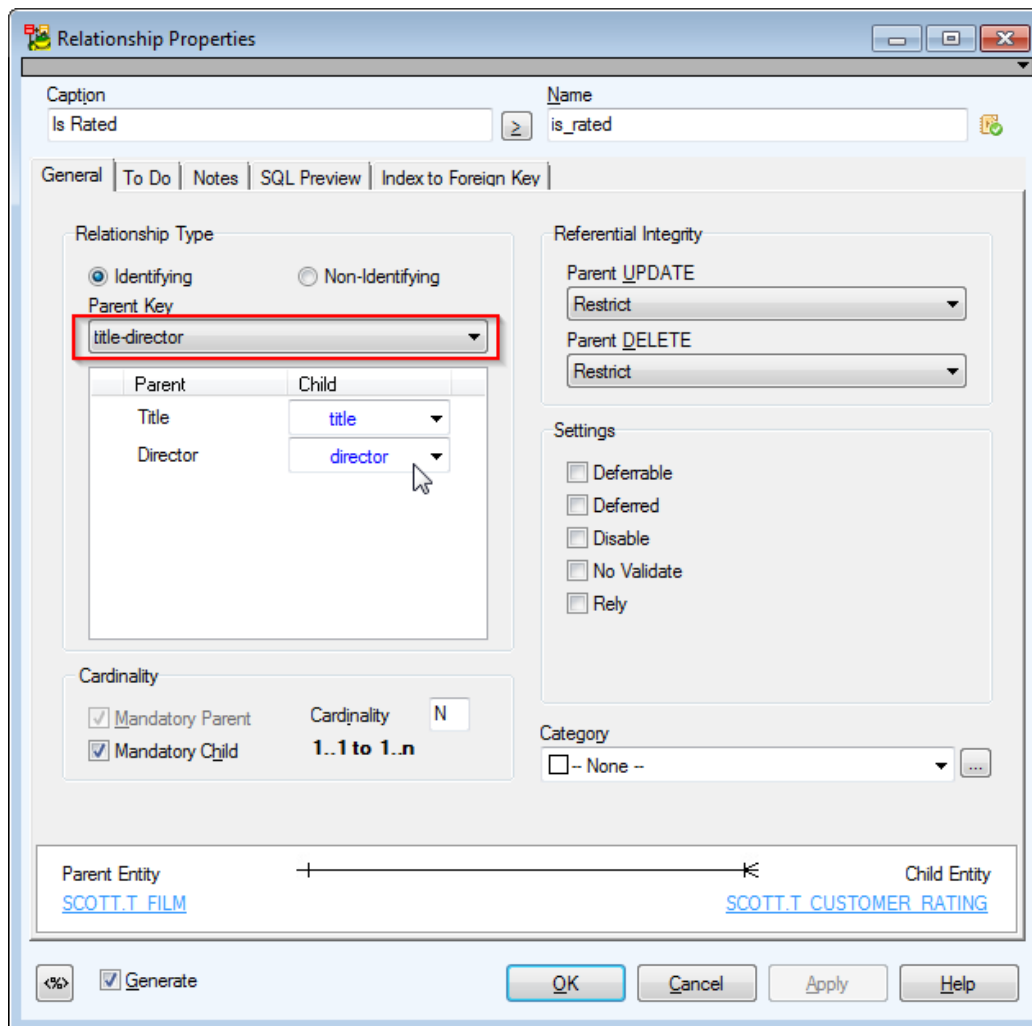 Relationship Properties
Caption
Name
Is Rated
≥
is_rated
General
To Do
Notes
SQL Preview
Index to Foreign Key
Relationship Type
Identifying
Non-Identifying
Parent Key
title-director
Parent
Child
Title
title
Director
director
Cardinality
Mandatory Parent
Cardinality
N
Mandatory Child
1..1 to 1..n
Referential Integrity
Parent UPDATE
Restrict
Parent DELETE
Restrict
Settings
Deferrable
Deferred
Disable
No Validate
Rely
Category
-- None --
...
Parent Entity
Child Entity
SCOTT.T_FILM
SCOTT.T_CUSTOMER_RATING
<%>
Generate
OK
Cancel
Apply
Help